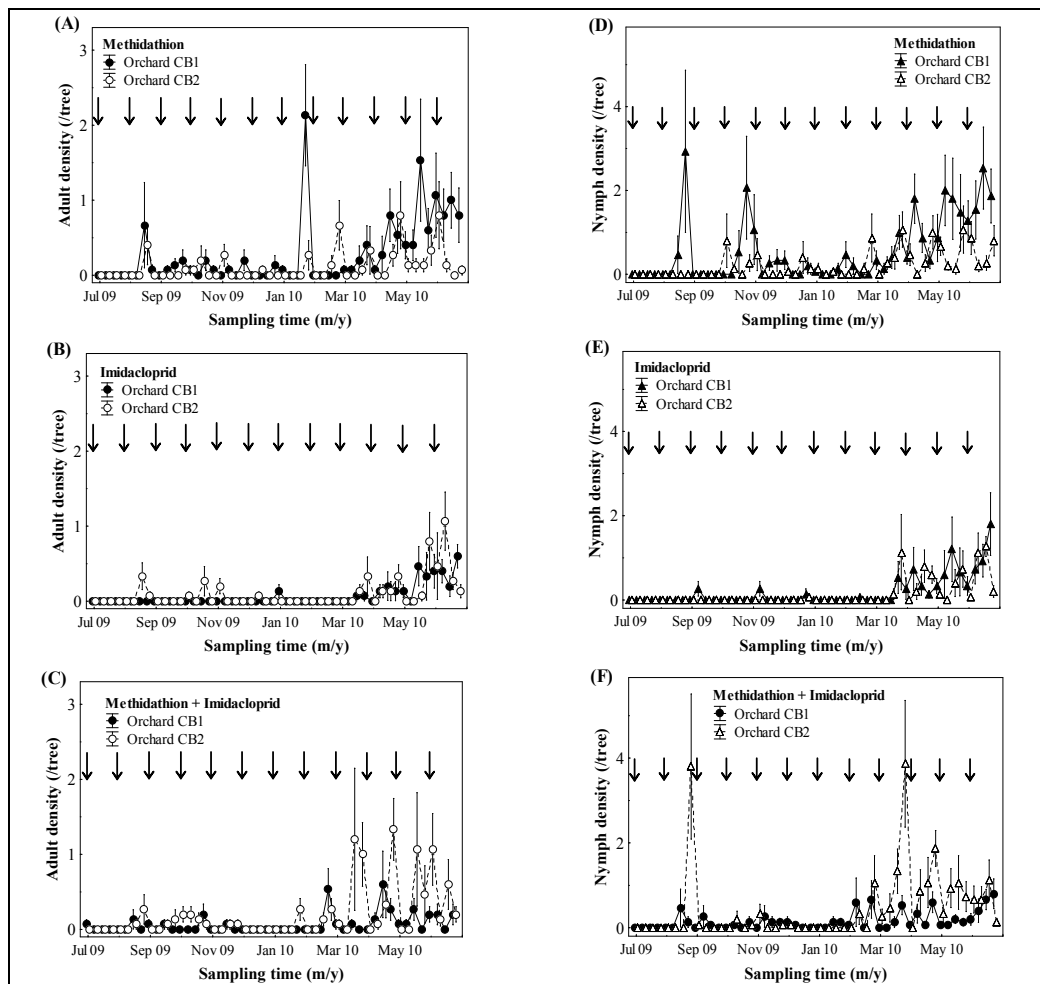 (A)
Methidathion
Orchard CB1
Orchard CB2
3
2
1
0
Adult density (/tree)
Jul 09 Sep 09 Nov 09 Jan 10 Mar 10 May 10
Sampling time (m/y)
(D)
Methidathion
Orchard CB1
Orchard CB2
4
2
0
Nymph density (/tree)
Jul 09 Sep 09 Nov 09 Jan 10 Mar 10 May 10
Sampling time (m/y)
(B)
Imidacloprid
Orchard CB1
Orchard CB2
3
2
1
0
Adult density (/tree)
Jul 09 Sep 09 Nov 09 Jan 10 Mar 10 May 10
Sampling time (m/y)
(E)
Imidacloprid
Orchard CB1
Orchard CB2
4
2
0
Nymph density (/tree)
Jul 09 Sep 09 Nov 09 Jan 10 Mar 10 May 10
Sampling time (m/y)
(C)
Methidathion + Imidacloprid
Orchard CB1
Orchard CB2
3
2
1
0
Adult density (/tree)
Jul 09 Sep 09 Nov 09 Jan 10 Mar 10 May 10
Sampling time (m/y)
(F)
Methidathion + Imidacloprid
Orchard CB1
Orchard CB2
4
2
0
Nymph density (/tree)
Jul 09 Sep 09 Nov 09 Jan 10 Mar 10 May 10
Sampling time (m/y)